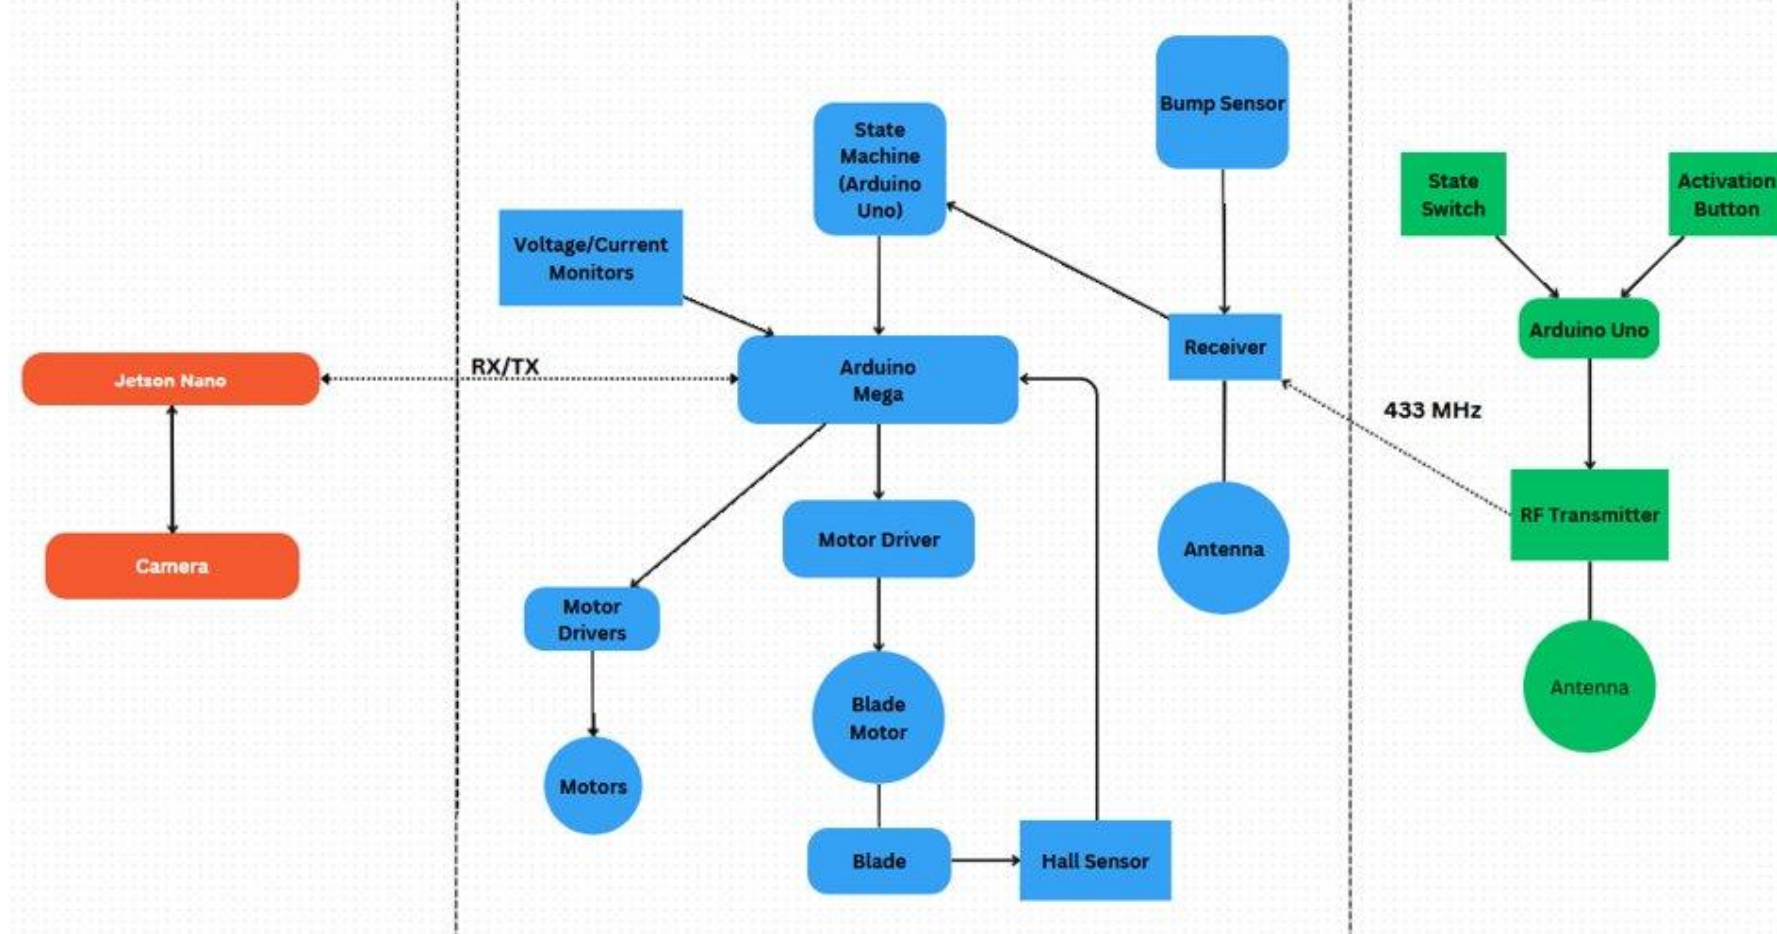 Jetson Nano
Camera
RX/TX
Voltage/Current
Monitors
State
Machine
(Arduino
Uno)
Bump Sensor
Receiver
Arduino
Mega
Motor Driver
Antenna
Motor
Drivers
Blade
Motor
Motors
Blade
Hall Sensor
State
Switch
Activation
Button
Arduino Uno
433 MHz
RF Transmitter
Antenna